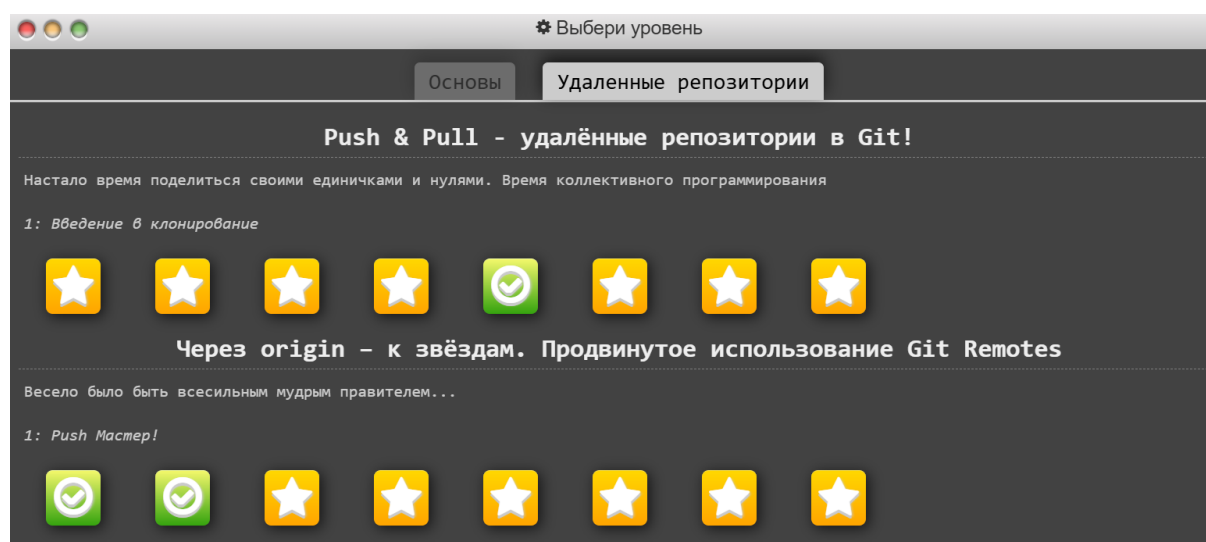 Выбери уровень
Основы
Удаленные репозитории
Push & Pull - удалённые репозитории в Git!
Настало время поделиться своими единичками и нулями. Время коллективного программирования
1: Введение в клонирование
Через origin – к звёздам. Продвинутое использование Git Remotes
Весело было быть всесильным мудрым правителем...
1: Push Мастер!